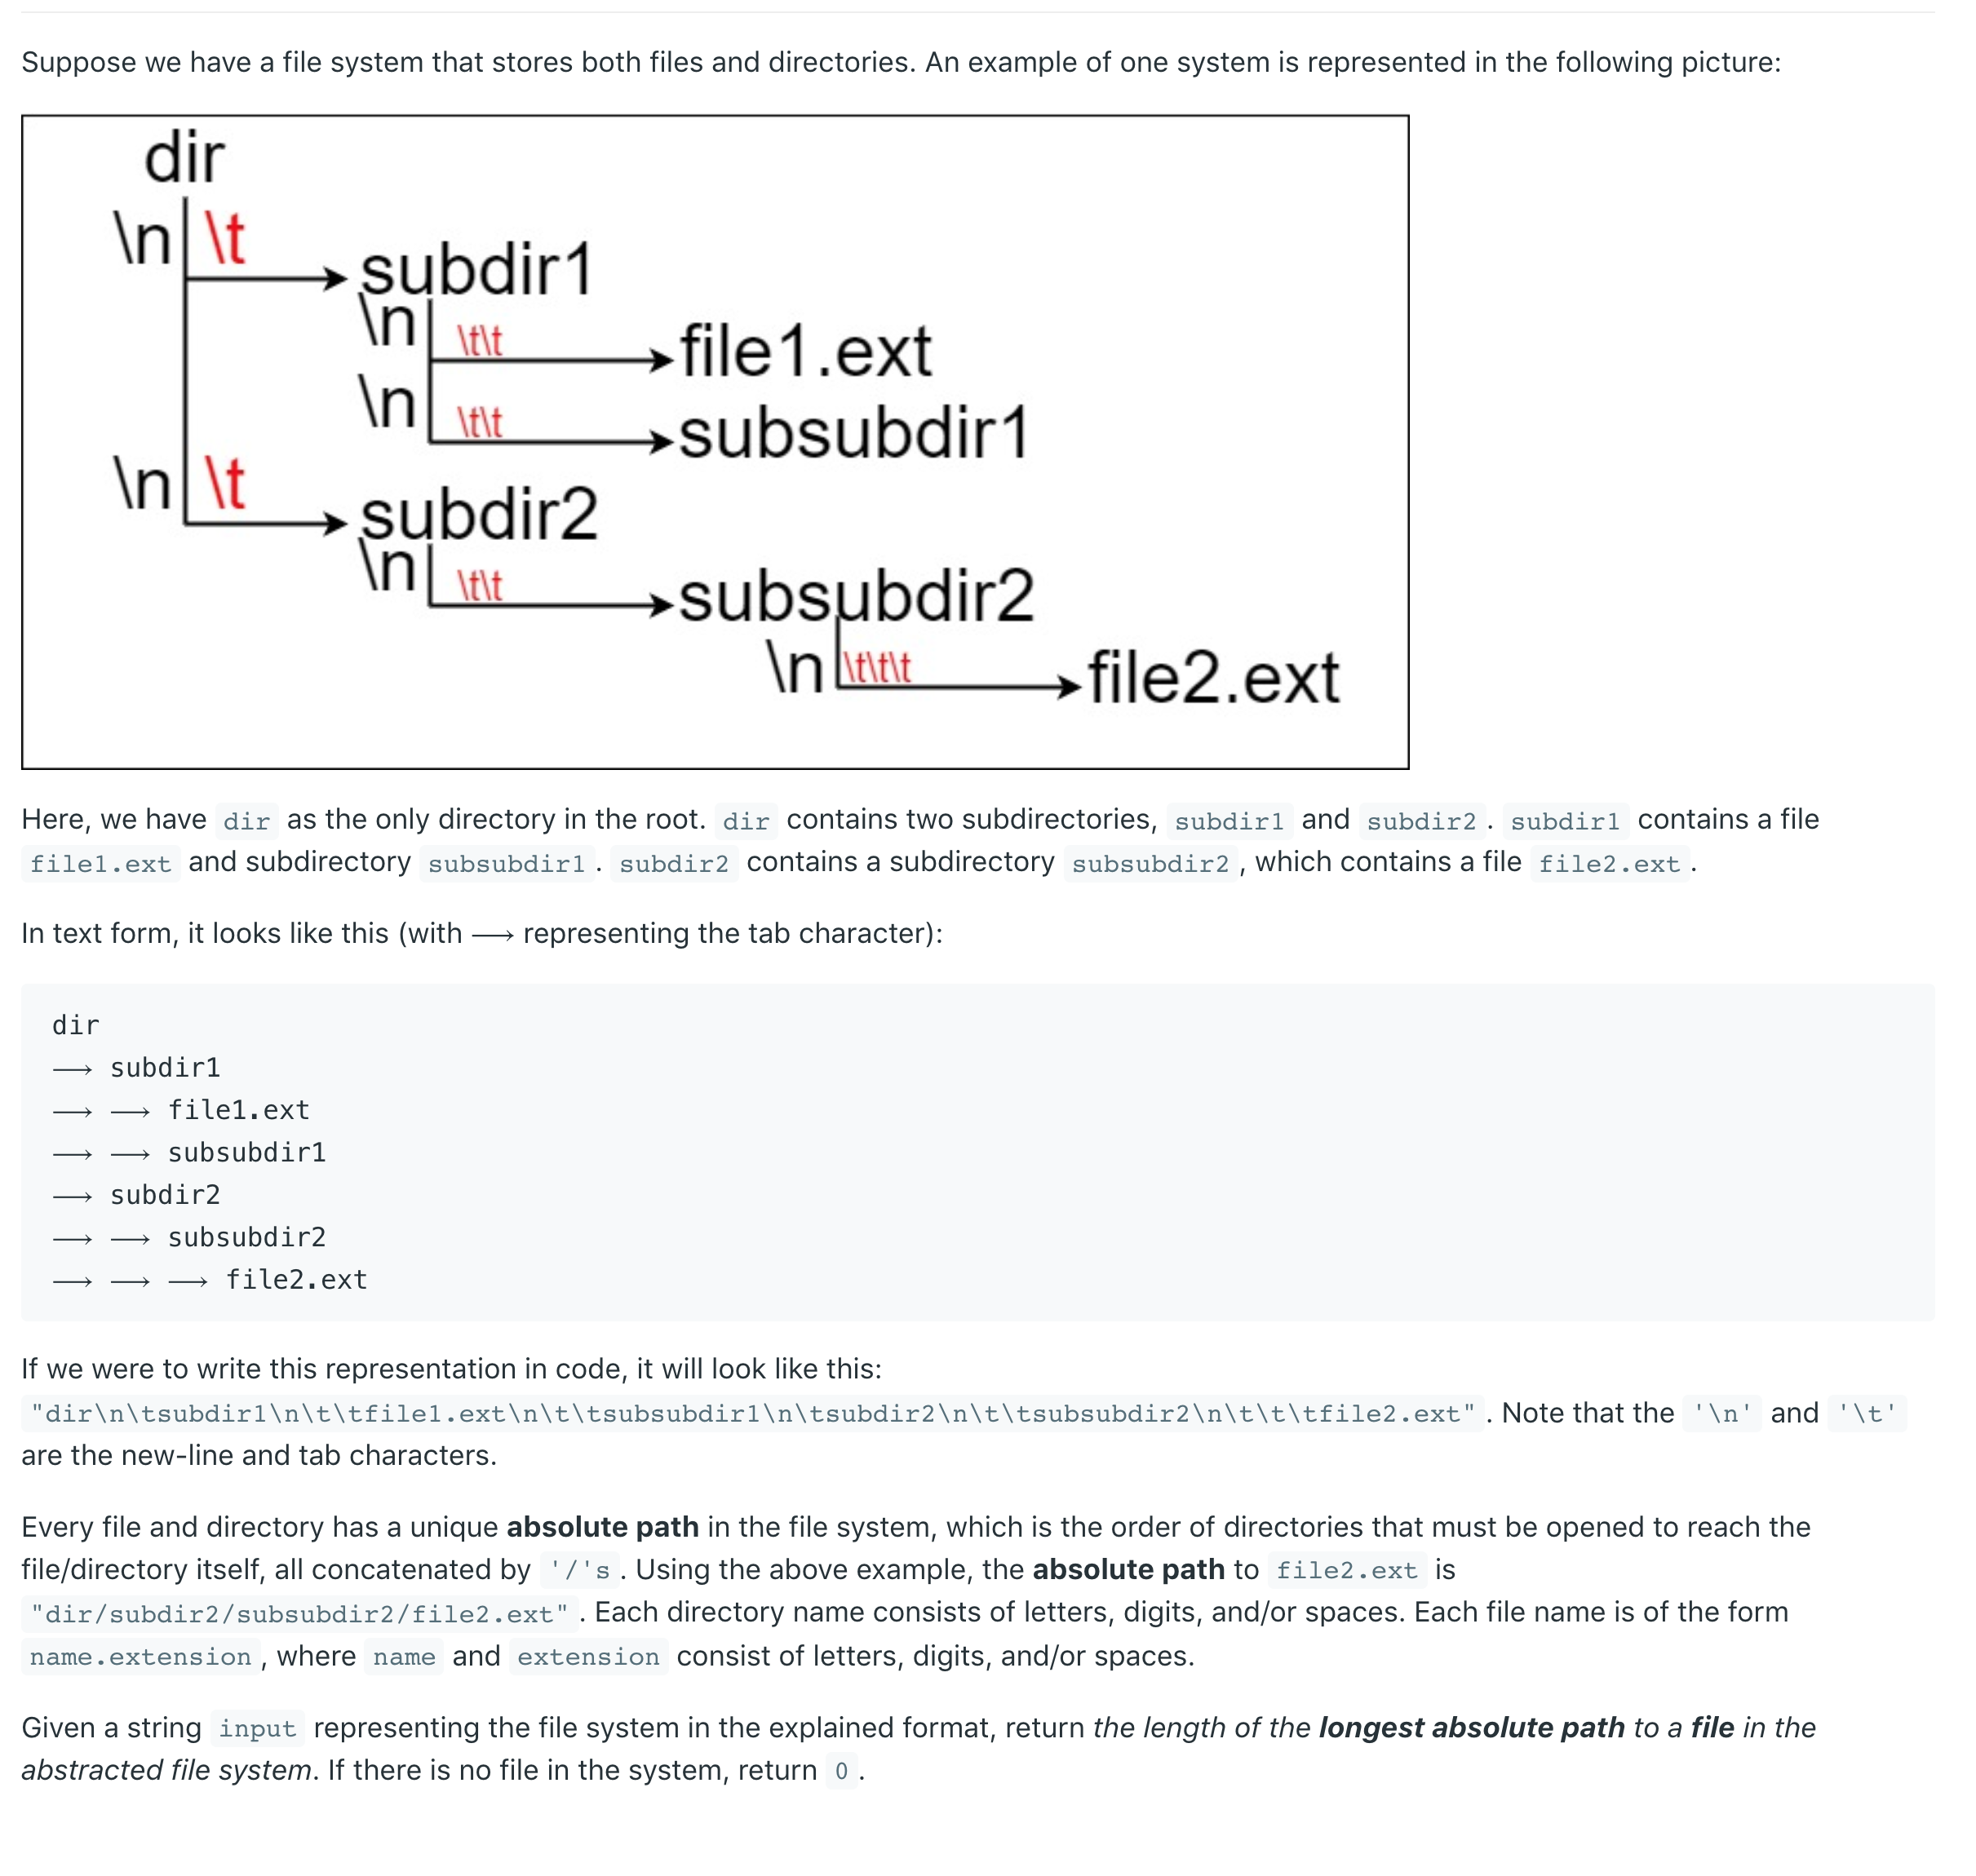 Suppose we have a file system that stores both files and directories. An example of one system is represented in the following picture:
dir
\n \t
subdir1
\n \t\t file1.ext
\n \t\t subsubdir1
\n \t
subdir2
\n \t\t subsubdir2
\n \t\t\t file2.ext
Here, we have dir as the only directory in the root. dir contains two subdirectories, subdir1 and subdir2 . subdir1 contains a file
file1.ext and subdirectory subsubdir1 . subdir2 contains a subdirectory subsubdir2 , which contains a file file2.ext .
In text form, it looks like this (with ⟶ representing the tab character):
dir
⟶ subdir1
⟶ ⟶ file1.ext
⟶ ⟶ subsubdir1
⟶ subdir2
⟶ ⟶ subsubdir2
⟶ ⟶ ⟶ file2.ext
If we were to write this representation in code, it will look like this:
"dir\n\tsubdir1\n\t\tfile1.ext\n\t\tsubsubdir1\n\tsubdir2\n\t\tsubsubdir2\n\t\t\tfile2.ext" . Note that the '\n' and '\t'
are the new-line and tab characters.
Every file and directory has a unique absolute path in the file system, which is the order of directories that must be opened to reach the
file/directory itself, all concatenated by '/'s . Using the above example, the absolute path to file2.ext is
"dir/subdir2/subsubdir2/file2.ext" . Each directory name consists of letters, digits, and/or spaces. Each file name is of the form
name.extension , where name and extension consist of letters, digits, and/or spaces.
Given a string input representing the file system in the explained format, return the length of the longest absolute path to a file in the
abstracted file system. If there is no file in the system, return 0 .